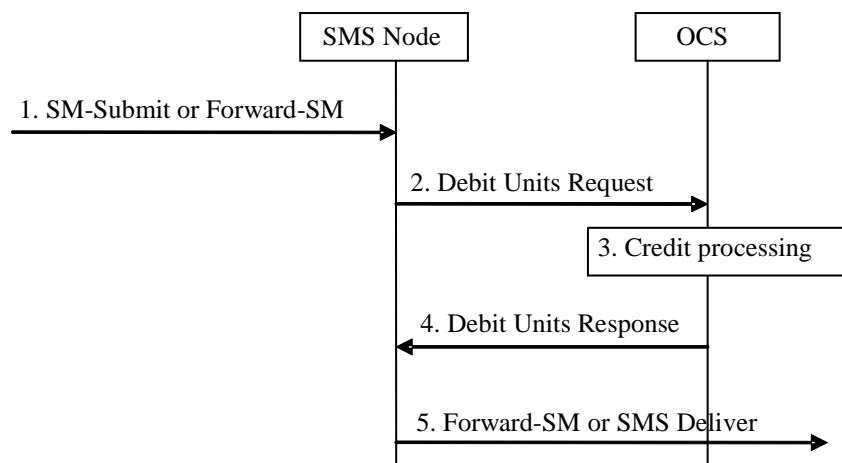 SMS Node
OCS
1. SM-Submit or Forward-SM
2. Debit Units Request
3. Credit processing
4. Debit Units Response
5. Forward-SM or SMS Deliver